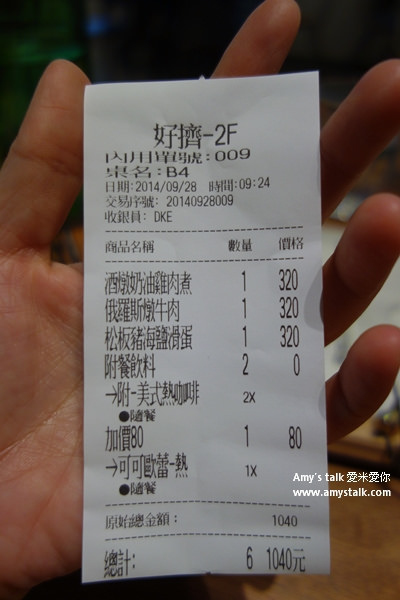 好擠-2F
內用單號:009
桌名:B4
日期:2014/09/28 時間:09:24
交易序號: 20140928009
收銀員: DKE
商品名稱 數量 價格
酒燉奶油雞肉煮 1 320
俄羅斯燉牛肉 1 320
松板豬海鹽滑蛋 1 320
附餐飲料 2 0
→附-美式熱咖啡 2X
●隨餐
加價80 1 80
→可可歐蕾-熱 1X
●隨餐
原始總金額: 1040
總計: 6 1040元
Amy's talk 愛米愛你
www.amystalk.com